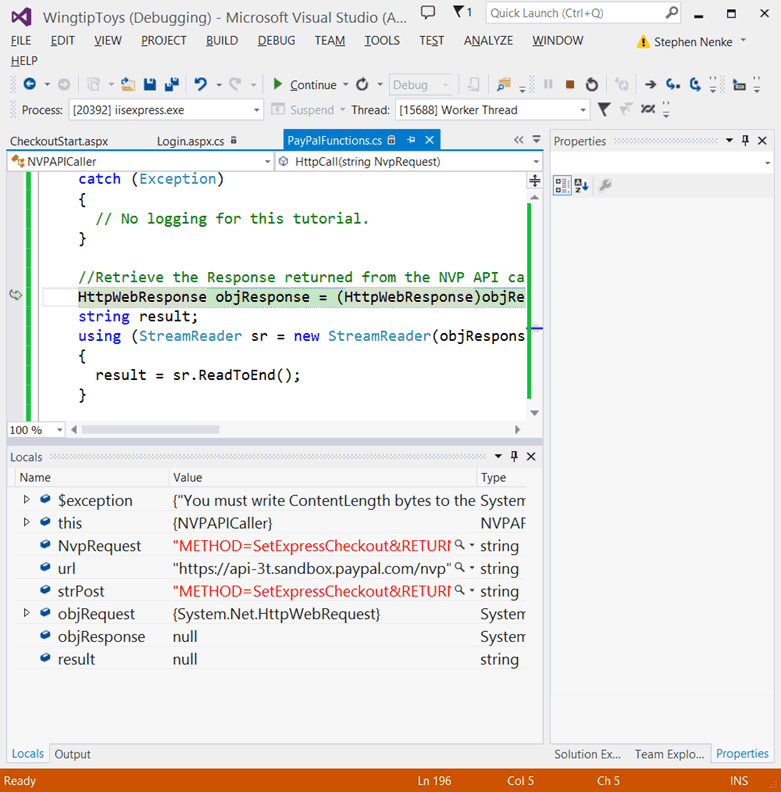 WingtipToys (Debugging) - Microsoft Visual Studio (A...
1
Quick Launch (Ctrl+Q)
FILE EDIT VIEW PROJECT BUILD DEBUG TEAM TOOLS TEST ANALYZE WINDOW
Stephen Nenke
HELP
Continue
Debug
Process: [20392] iisexpress.exe
Suspend
Thread: [15688] Worker Thread
CheckoutStart.aspx
Login.aspx.cs
PayPalFunctions.cs
Properties
NVPAPICaller
HttpCall(string NvpRequest)
catch (Exception)
{
// No logging for this tutorial.
}
//Retrieve the Response returned from the NVP API ca
HttpWebResponse objResponse = (HttpWebResponse)objRe
string result;
using (StreamReader sr = new StreamReader(objRespons
{
result = sr.ReadToEnd();
}
100 %
Locals
Name Value Type
$exception {"You must write ContentLength bytes to the System
this {NVPAPICaller} NVPAF
NvpRequest "METHOD=SetExpressCheckout&RETURN string
url "https://api-3t.sandbox.paypal.com/nvp" string
strPost "METHOD=SetExpressCheckout&RETURN string
objRequest {System.Net.HttpWebRequest} System
objResponse null System
result null string
Locals Output
Solution Ex... Team Explo... Properties
Ready Ln 196 Col 5 Ch 5 INS